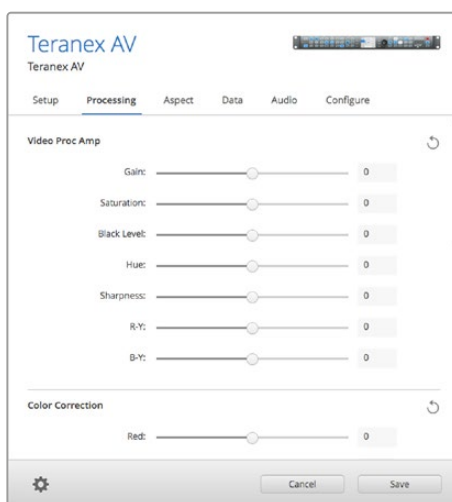 Teranex AV
Teranex AV
Setup Processing Aspect Data Audio Configure
Video Proc Amp
Gain: 0
Saturation: 0
Black Level: 0
Hue: 0
Sharpness: 0
R-Y: 0
B-Y: 0
Color Correction
Red: 0
Cancel Save